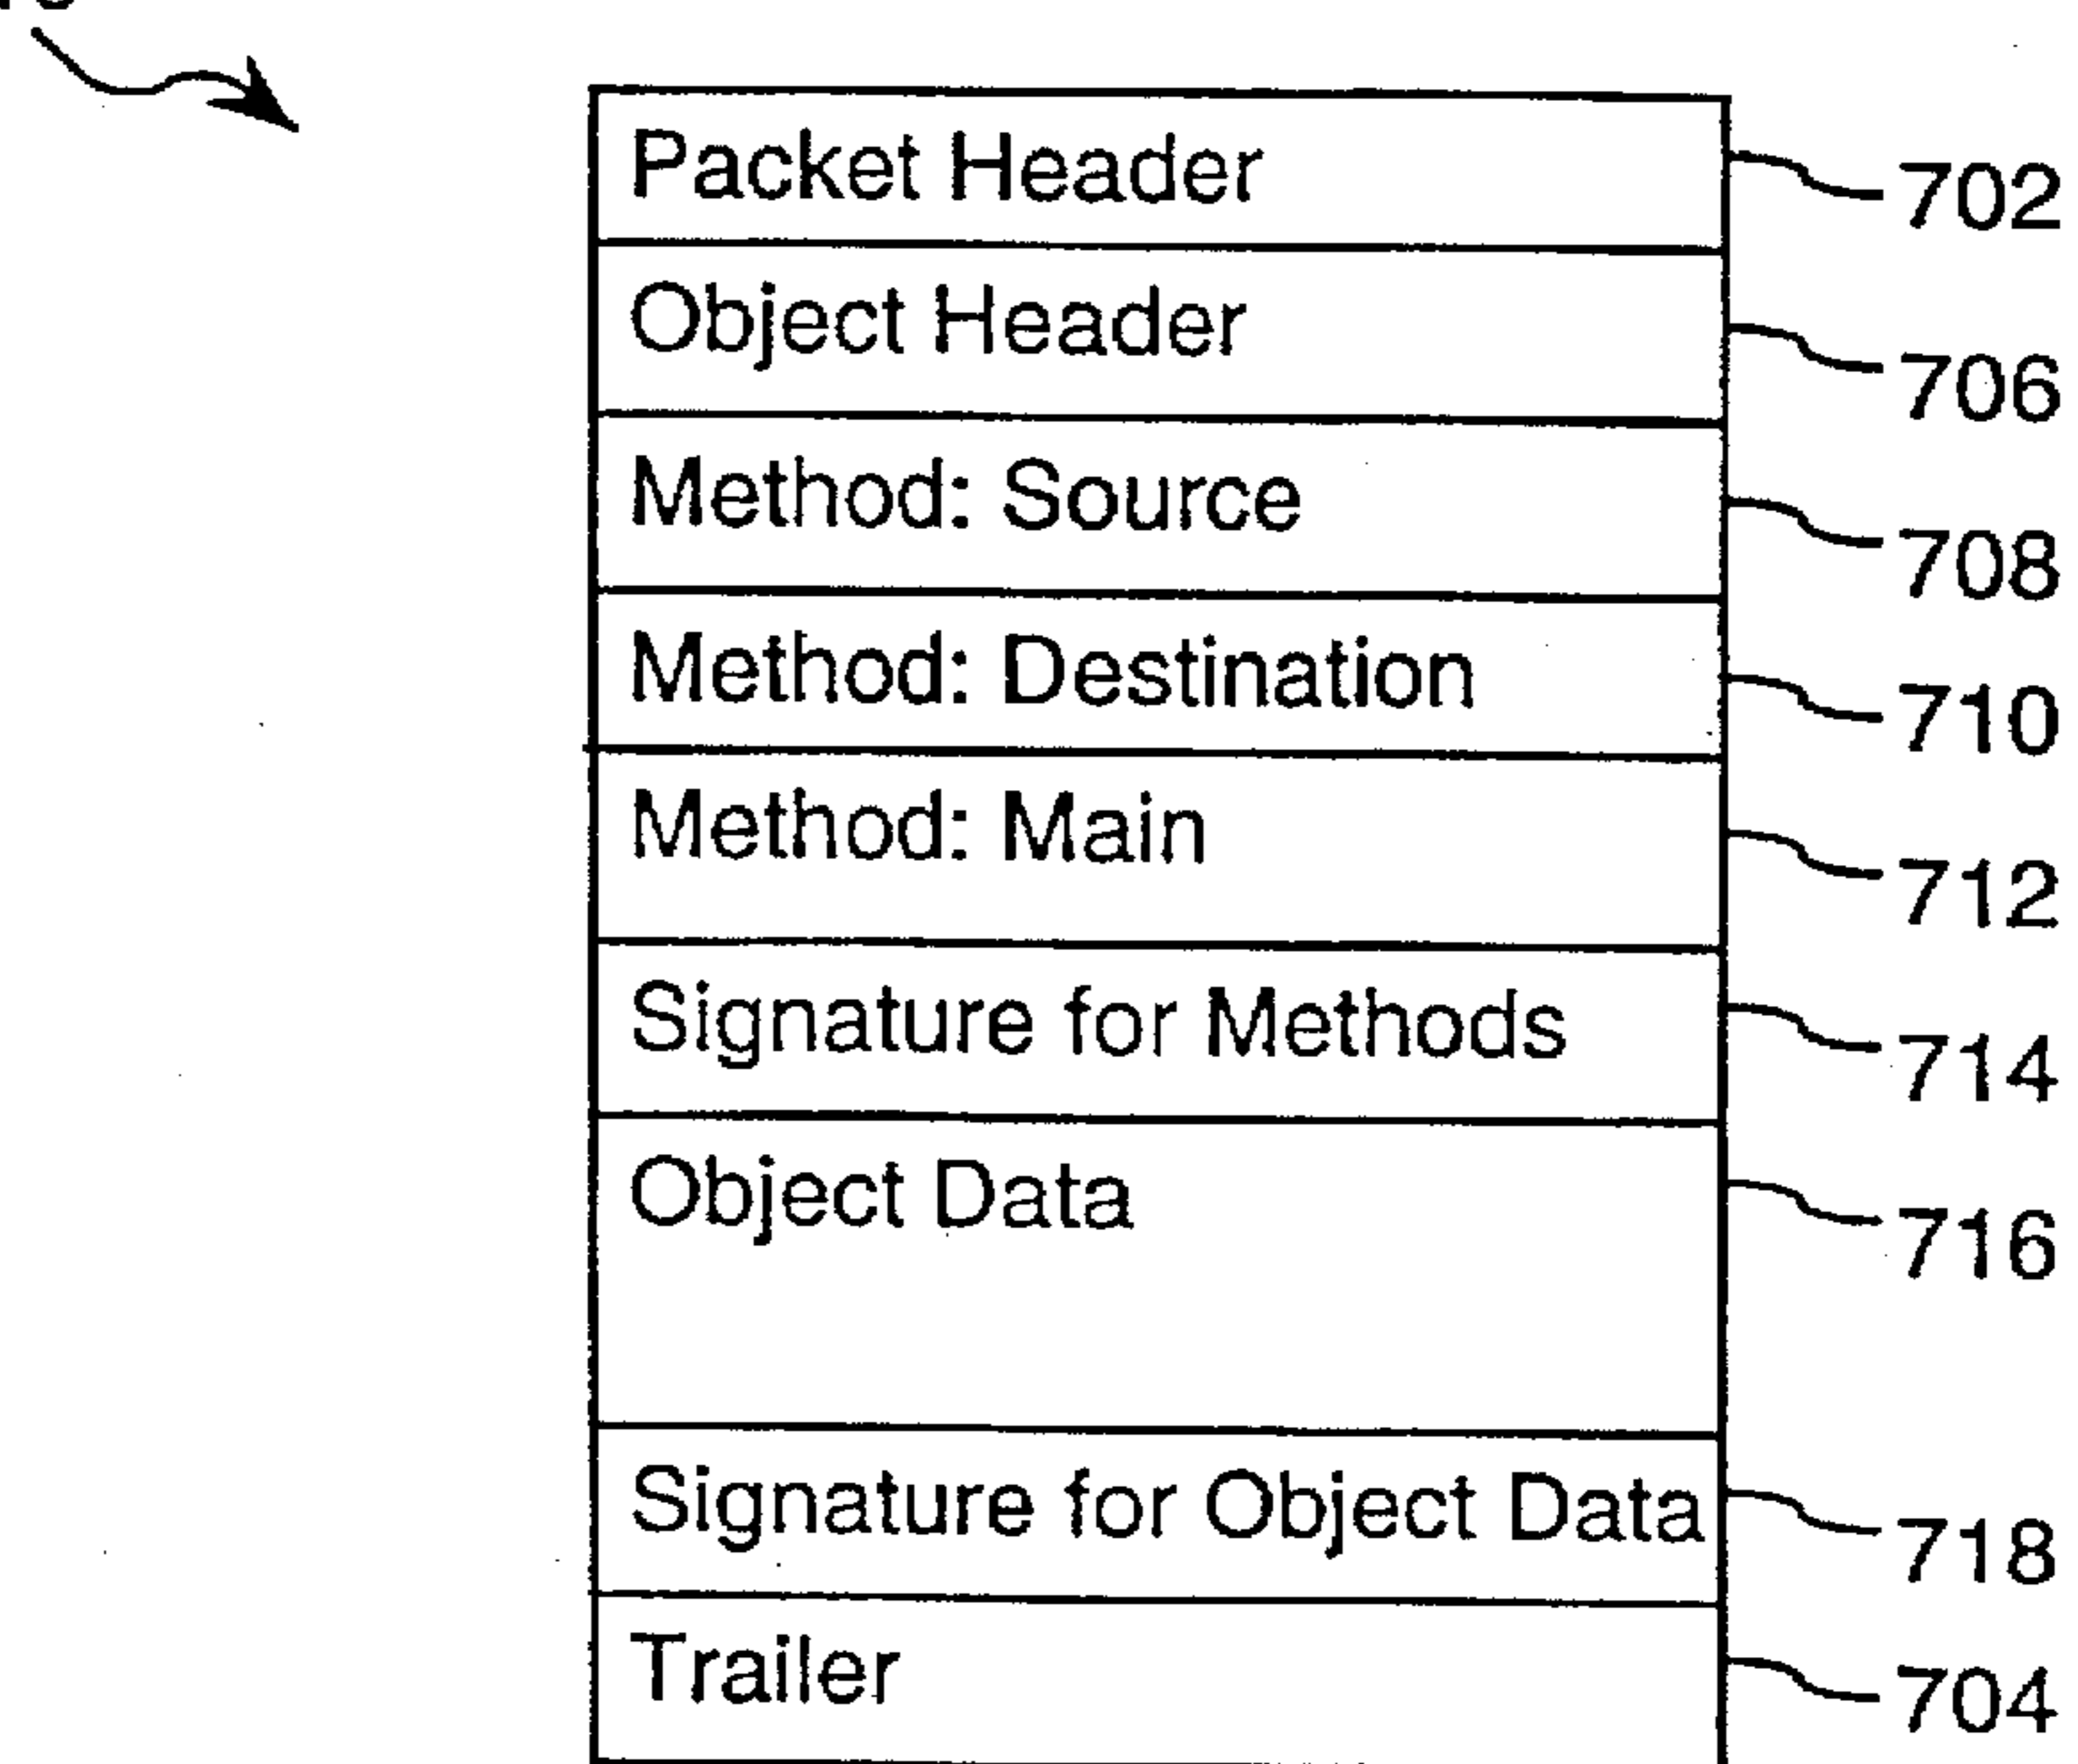 Packet Header 702
Object Header 706
Method: Source 708
Method: Destination 710
Method: Main 712
Signature for Methods 714
Object Data 716
Signature for Object Data 718
Trailer 704